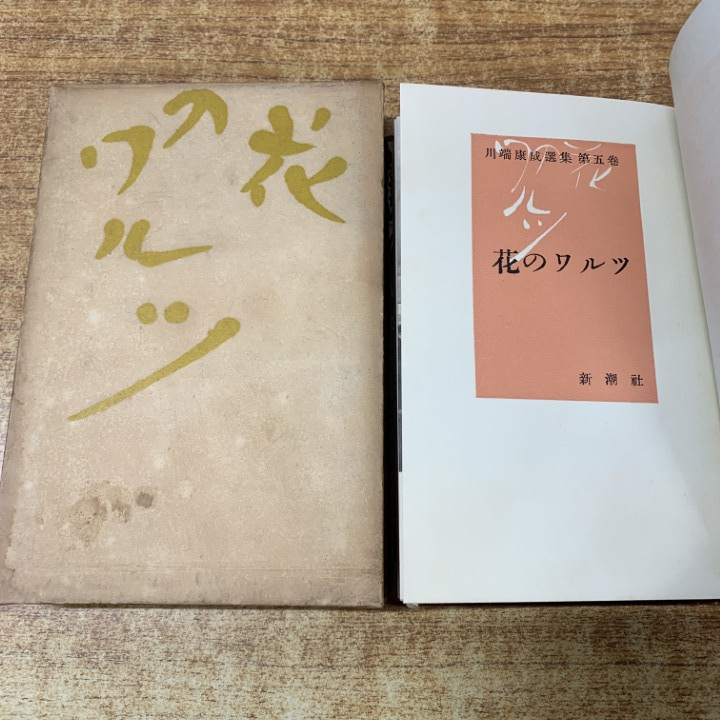 花
の
ワルツ
川端康成選集 第五巻
花の
ワルツ
花のワルツ
新潮社